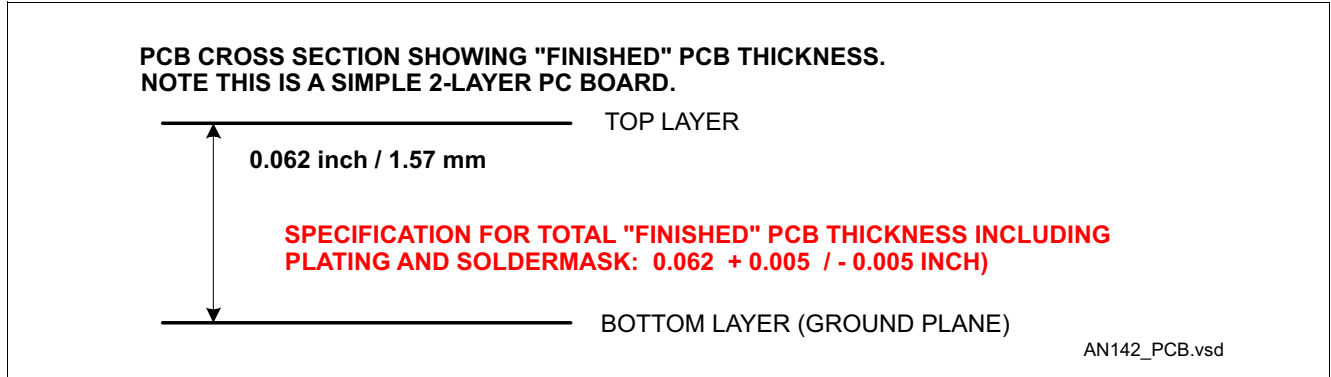 PCB CROSS SECTION SHOWING "FINISHED" PCB THICKNESS.
NOTE THIS IS A SIMPLE 2-LAYER PC BOARD.
TOP LAYER
0.062 inch / 1.57 mm
SPECIFICATION FOR TOTAL "FINISHED" PCB THICKNESS INCLUDING
PLATING AND SOLDERMASK:  0.062  + 0.005  / - 0.005 INCH)
BOTTOM LAYER (GROUND PLANE)
AN142_PCB.vsd